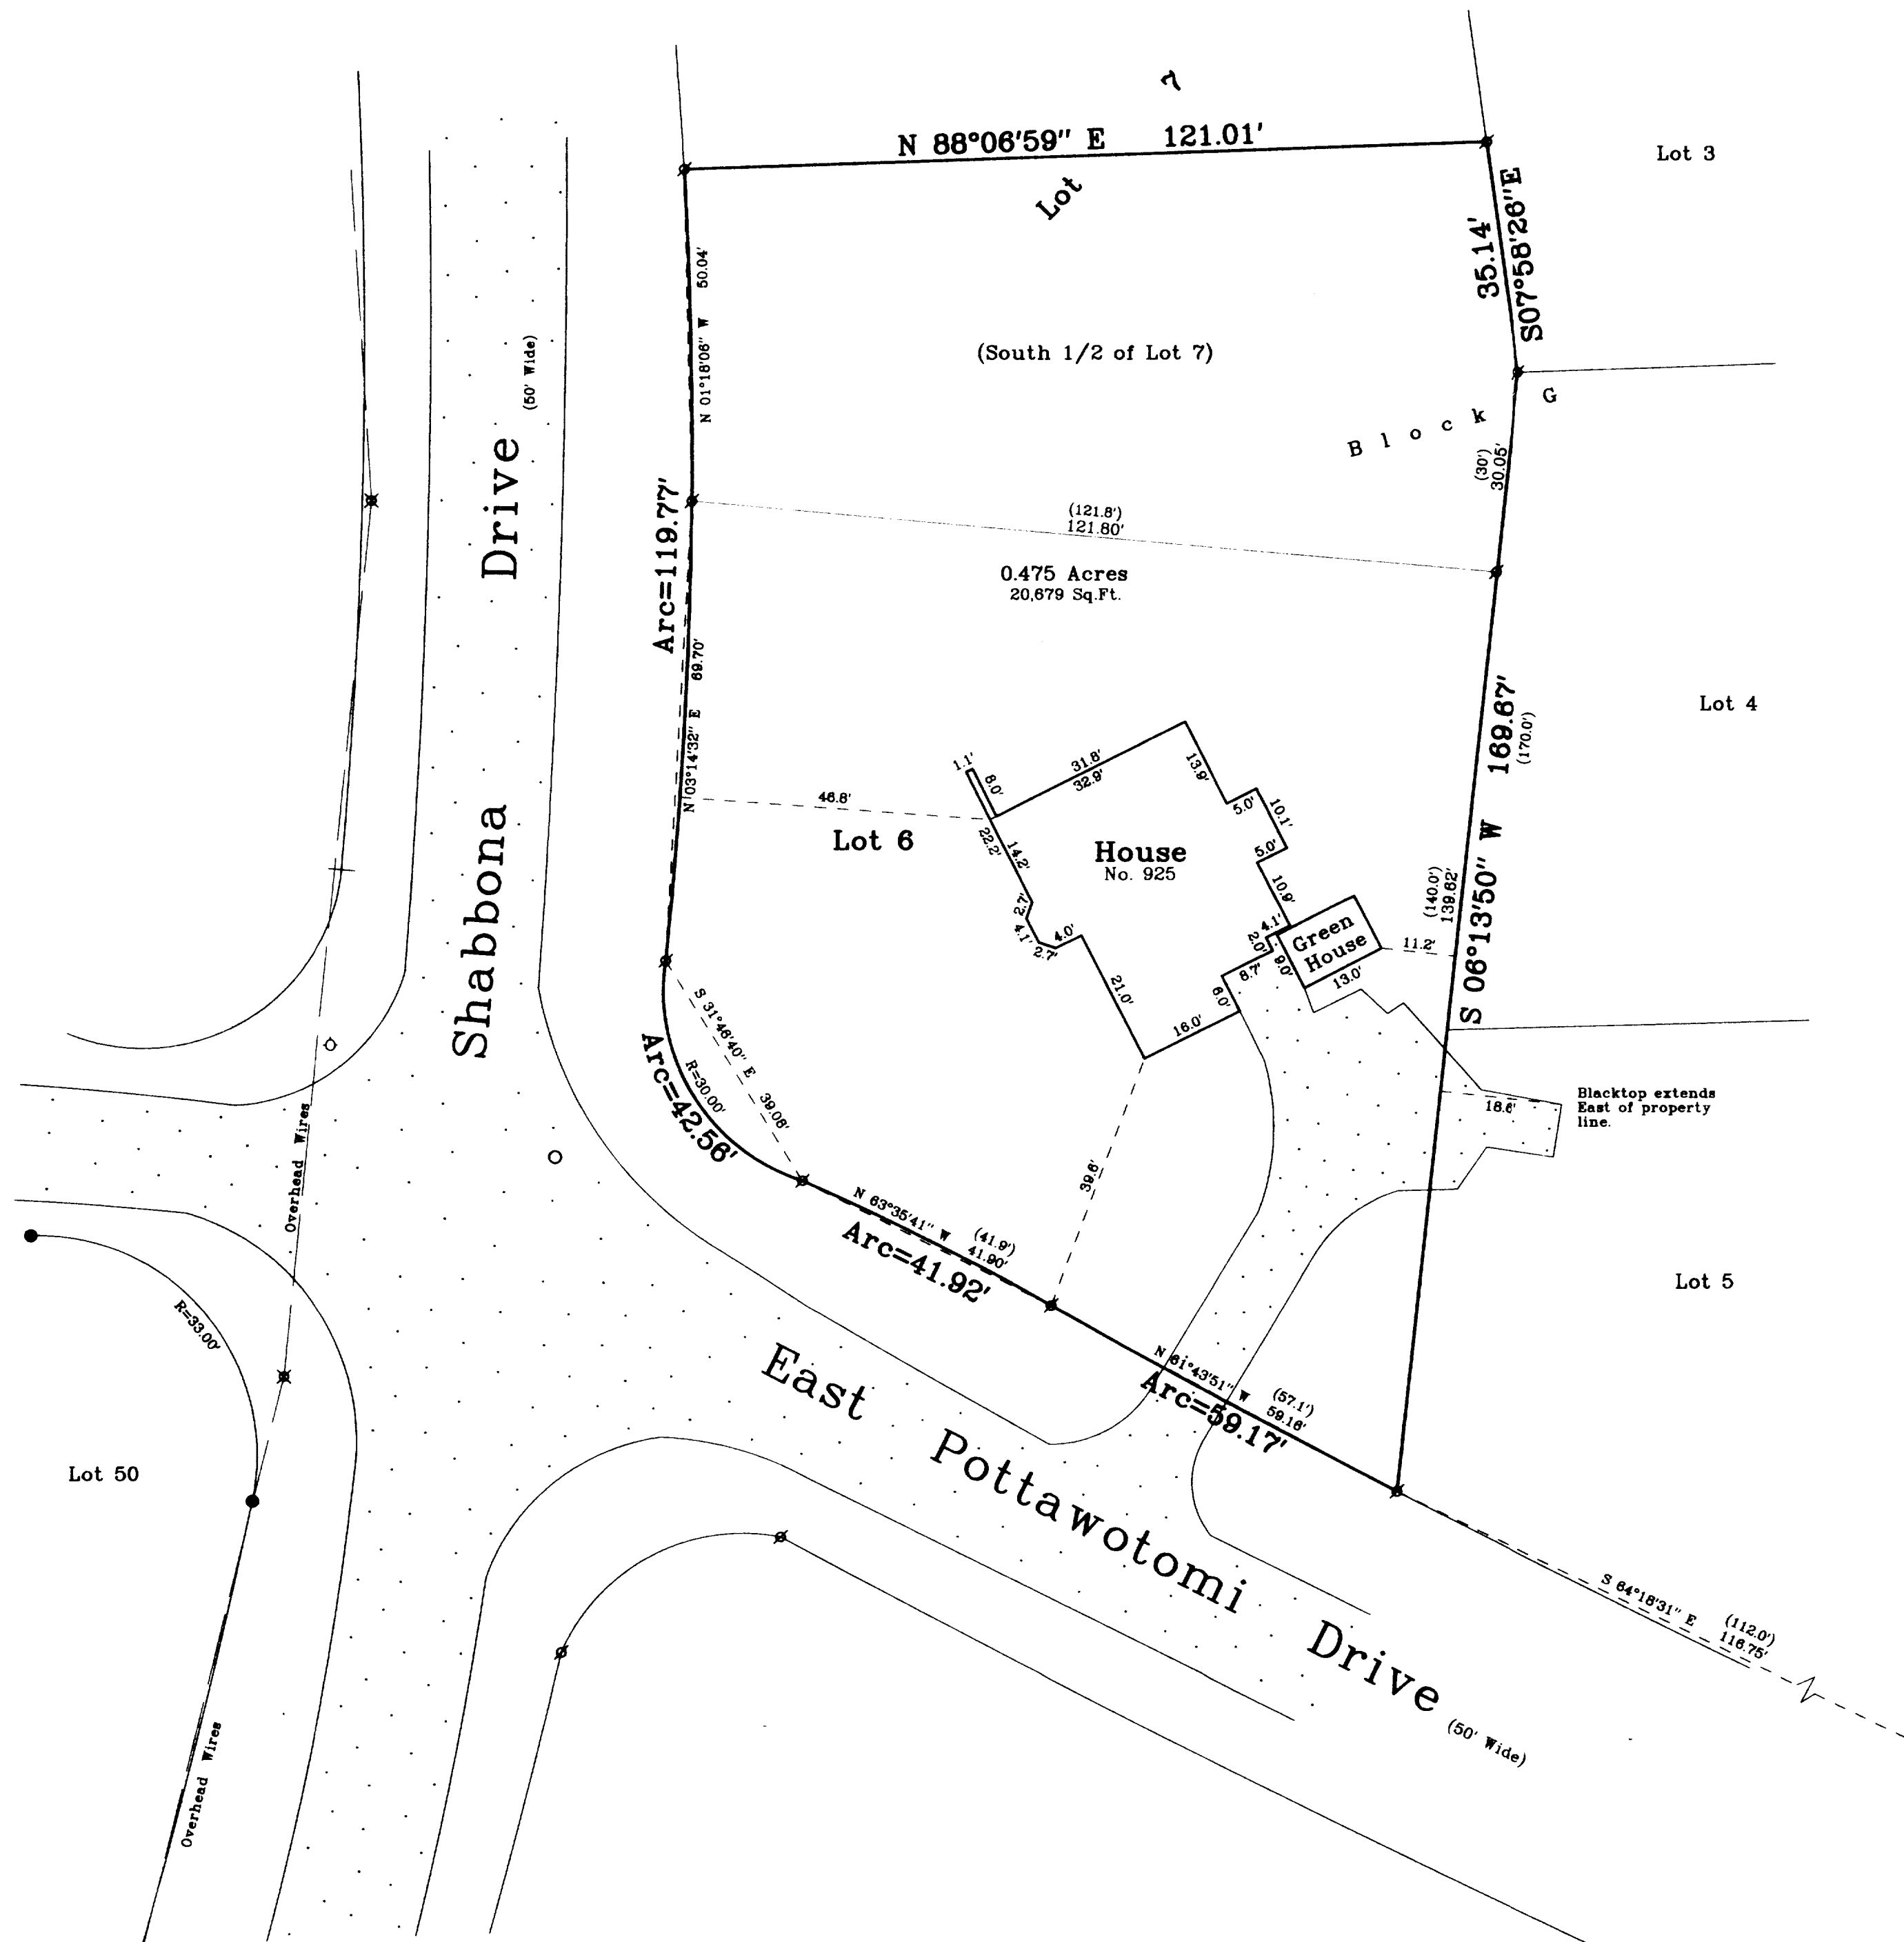 7
N 88°06'59" E 121.01'
Lot
Lot 3
35.14'
S07°58'26"E
N 01°18'06" W 50.04'
(50' Wide)
(South 1/2 of Lot 7)
Block G
(30')
30.05'
Shabbona Drive
Arc=119.77'
(121.8')
121.80'
0.475 Acres
20,679 Sq.Ft.
N 03°14'32" E 69.70'
Lot 4
S 06°13'50" W 169.67'
(170.0')
(140.0')
139.62'
1.1'
8.0'
31.8'
32.9'
13.9'
5.0'
10.1'
5.0'
10.9'
46.8'
Lot 6
22.2'
14.2'
House
No. 925
2.7'
4.1'
2.7'
4.0'
21.0'
16.0'
6.0'
8.7'
2.0'
4.1'
9.0'
Green
House
13.0'
11.2'
S 31°46'40" E 39.08'
R=30.00'
Arc=42.56'
39.6'
18.6'
Blacktop extends
East of property
line.
Overhead Wires
N 63°35'41" W
(41.9')
41.90'
Arc=41.92'
Lot 5
R=33.00'
N 61°43'51" W
(57.1')
59.16'
Arc=59.17'
East Pottawotomi Drive
(50' Wide)
Lot 50
S 64°18'31" E
(112.0')
116.75'
Overhead Wires